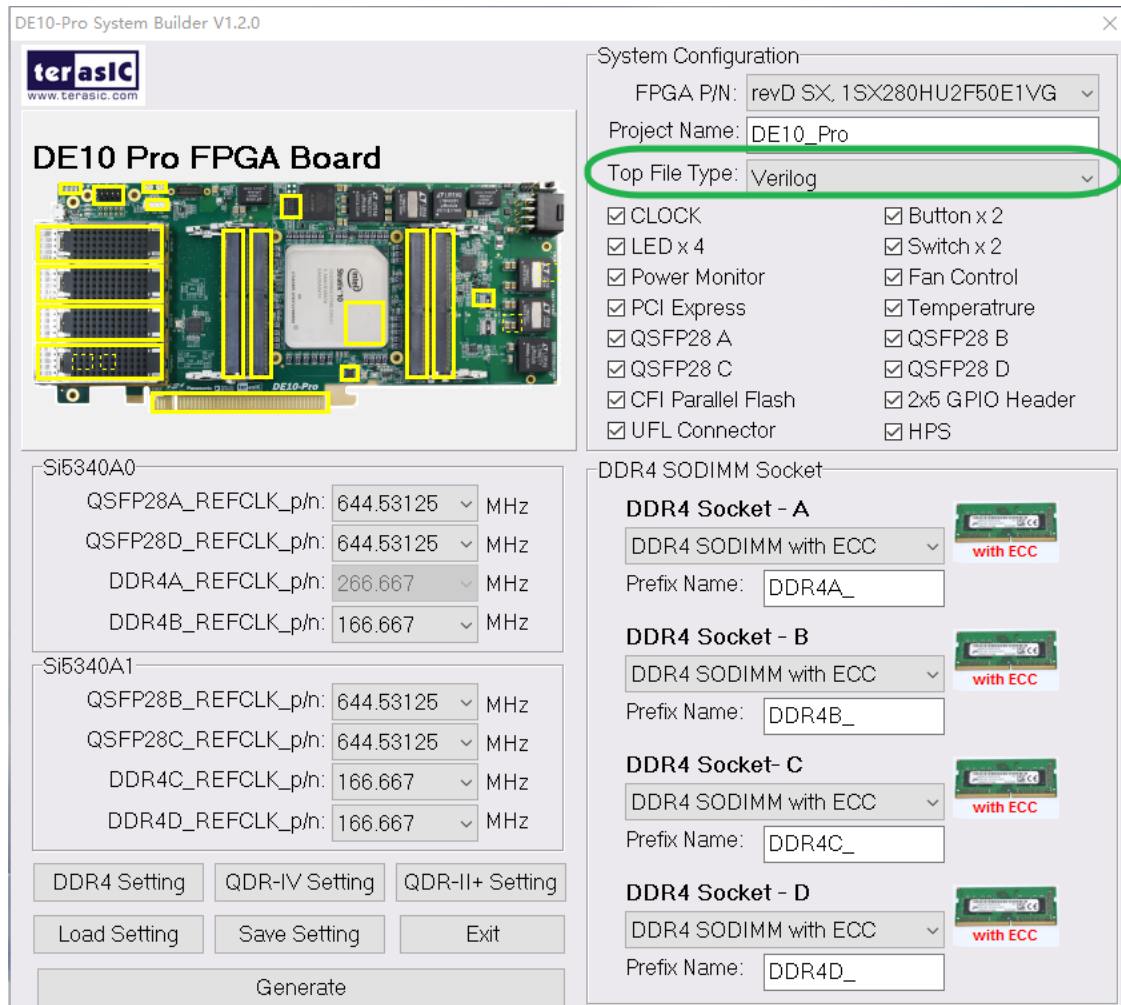 DE10-Pro System Builder V1.2.0
terasIC
www.terasic.com
DE10 Pro FPGA Board
intel
Stratix 10
Panasonic
terasIC
DE10-Pro
System Configuration
FPGA P/N: revD SX, 1SX280HU2F50E1VG
Project Name: DE10_Pro
Top File Type: Verilog
CLOCK
Button x 2
LED x 4
Switch x 2
Power Monitor
Fan Control
PCI Express
Temperatrure
QSFP28 A
QSFP28 B
QSFP28 C
QSFP28 D
CFI Parallel Flash
2x5 GPIO Header
UFL Connector
HPS
Si5340A0
QSFP28A_REFCLK_p/n: 644.53125 MHz
QSFP28D_REFCLK_p/n: 644.53125 MHz
DDR4A_REFCLK_p/n: 266.667 MHz
DDR4B_REFCLK_p/n: 166.667 MHz
Si5340A1
QSFP28B_REFCLK_p/n: 644.53125 MHz
QSFP28C_REFCLK_p/n: 644.53125 MHz
DDR4C_REFCLK_p/n: 166.667 MHz
DDR4D_REFCLK_p/n: 166.667 MHz
DDR4 Setting
QDR-IV Setting
QDR-II+ Setting
Load Setting
Save Setting
Exit
Generate
DDR4 SODIMM Socket
DDR4 Socket - A
DDR4 SODIMM with ECC
with ECC
Prefix Name: DDR4A_
DDR4 Socket - B
DDR4 SODIMM with ECC
with ECC
Prefix Name: DDR4B_
DDR4 Socket- C
DDR4 SODIMM with ECC
with ECC
Prefix Name: DDR4C_
DDR4 Socket - D
DDR4 SODIMM with ECC
with ECC
Prefix Name: DDR4D_